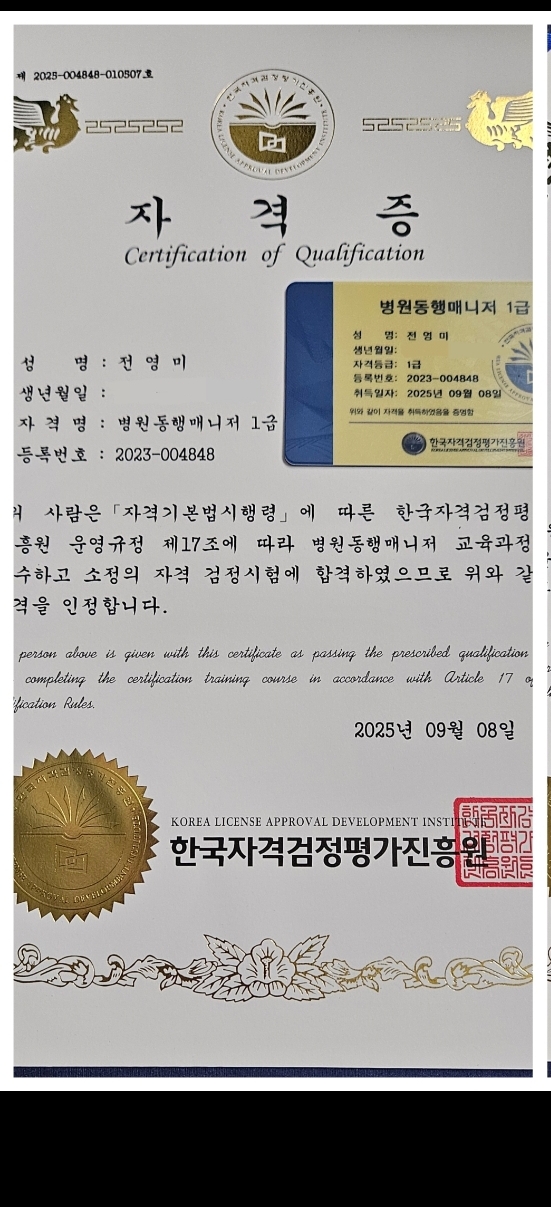 제 2025-004848-010507호
자 격 증
Certification of Qualification
병원동행매니저 1급
성 명: 전 영 미
생년월일:
자격등급: 1급
등록번호: 2023-004848
취득일자: 2025년 09월 08일
위와 같이 자격을 취득하였음을 증명함
한국자격검정평가진흥원
성 명 : 전 영 미
생년월일 :
자 격 명 : 병원동행매니저 1급
등록번호 : 2023-004848
사람은 「자격기본법시행령」에 따른 한국자격검정평
흥원 운영규정 제17조에 따라 병원동행매니저 교육과정
수하고 소정의 자격 검정시험에 합격하였으므로 위와 같
격을 인정합니다.
person above is given with this certificate as passing the prescribed qualification
completing the certification training course in accordance with Article 17 of
fication Rules.
2025년 09월 08일
KOREA LICENSE APPROVAL DEVELOPMENT INSTITUTE
한국자격검정평가진흥원